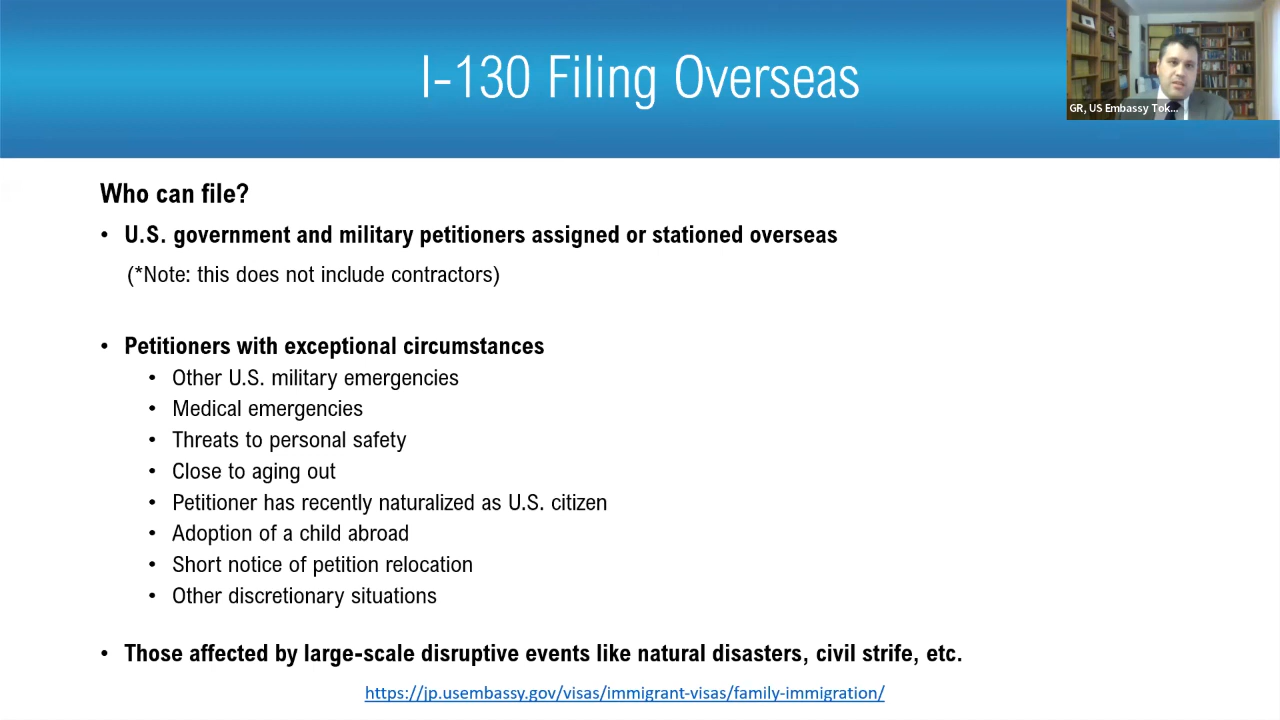 I-130 Filing Overseas
GR, US Embassy Tok...
Who can file?
• U.S. government and military petitioners assigned or stationed overseas
(*Note: this does not include contractors)
• Petitioners with exceptional circumstances
• Other U.S. military emergencies
• Medical emergencies
• Threats to personal safety
• Close to aging out
• Petitioner has recently naturalized as U.S. citizen
• Adoption of a child abroad
• Short notice of petition relocation
• Other discretionary situations
• Those affected by large-scale disruptive events like natural disasters, civil strife, etc.
https://jp.usembassy.gov/visas/immigrant-visas/family-immigration/